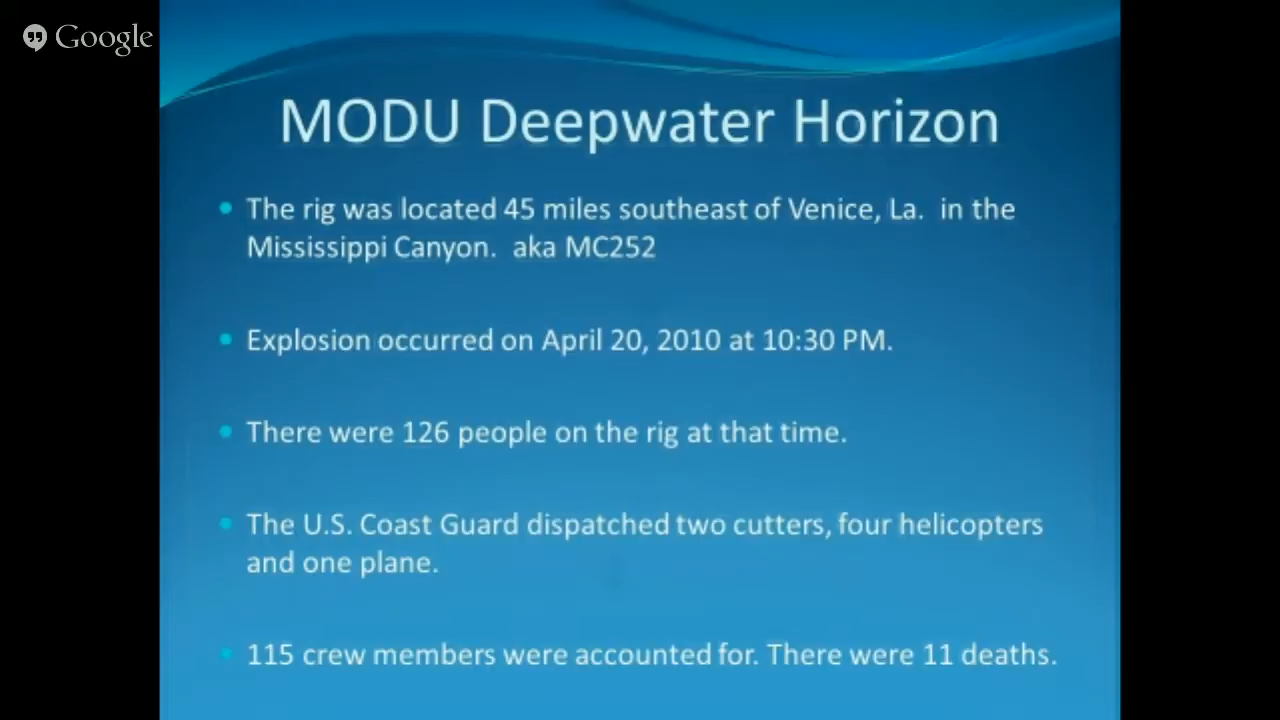 Google
MODU Deepwater Horizon
• The rig was located 45 miles southeast of Venice, La.  in the
Mississippi Canyon.  aka MC252
• Explosion occurred on April 20, 2010 at 10:30 PM.
• There were 126 people on the rig at that time.
• The U.S. Coast Guard dispatched two cutters, four helicopters
and one plane.
• 115 crew members were accounted for. There were 11 deaths.